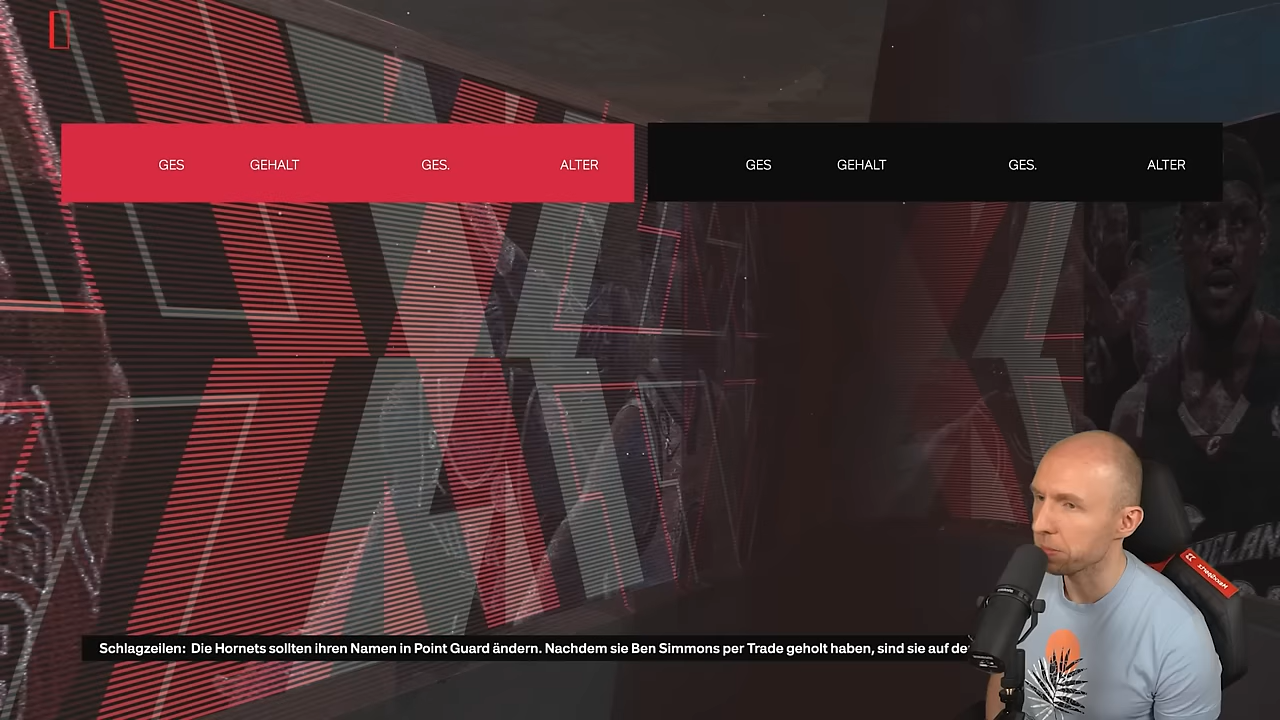 GES GEHALT GES. ALTER
GES GEHALT GES. ALTER
Schlagzeilen: Die Hornets sollten ihren Namen in Point Guard ändern. Nachdem sie Ben Simmons per Trade geholt haben, sind sie auf